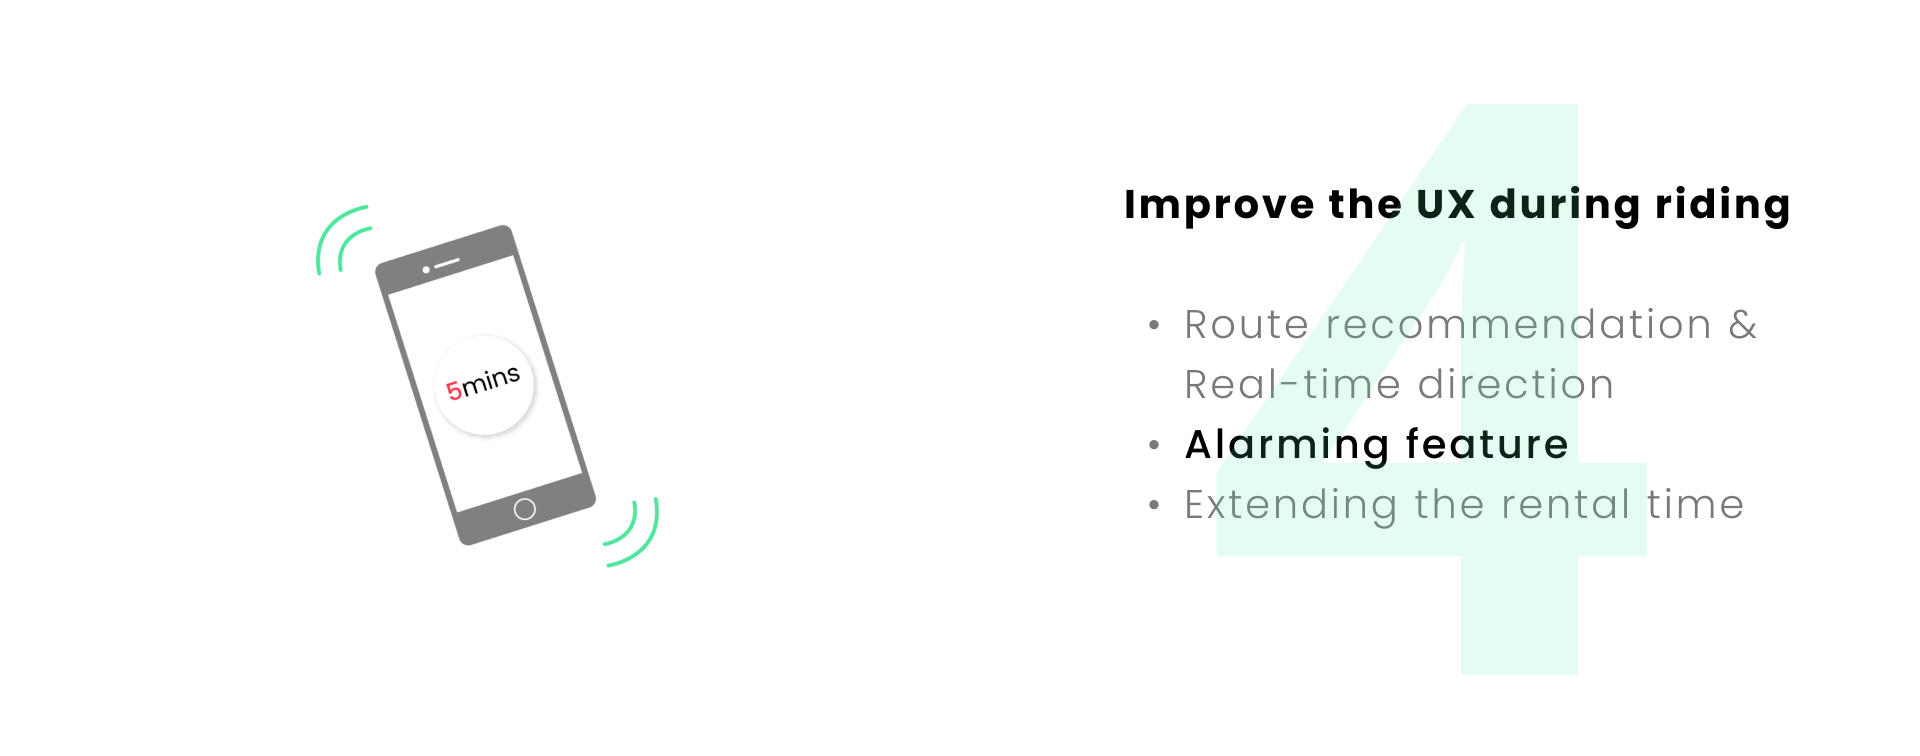 5mins
4
Improve the UX during riding
• Route recommendation &
Real-time direction
• Alarming feature
• Extending the rental time